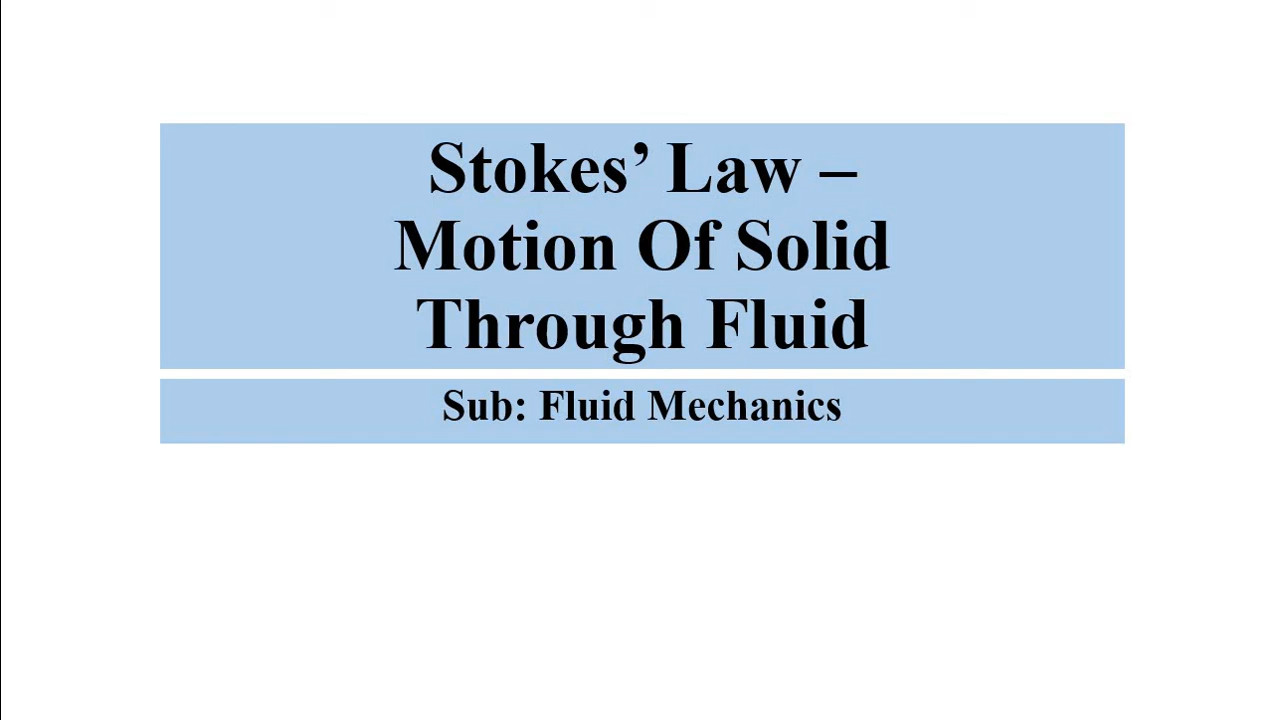 Stokes’ Law –
Motion Of Solid
Through Fluid
Sub: Fluid Mechanics